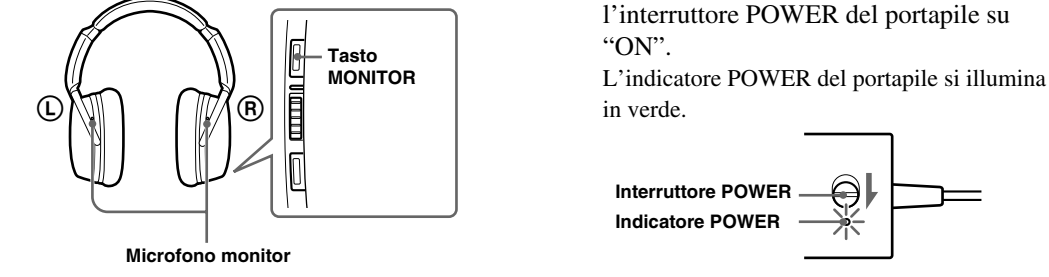 Tasto
MONITOR
L
R
Microfono monitor
l’interruttore POWER del portapile su
“ON”.
L’indicatore POWER del portapile si illumina
in verde.
Interruttore POWER
Indicatore POWER